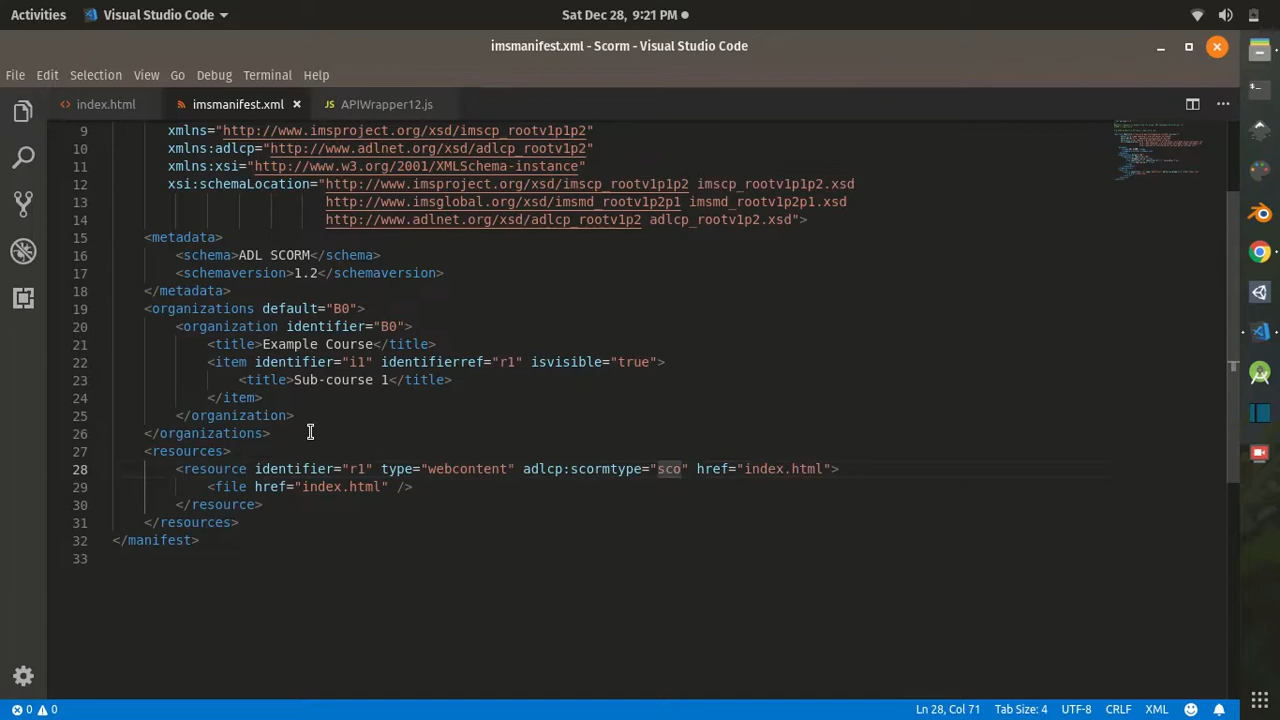 Activities Visual Studio Code Sat Dec 28, 9:21 PM
imsmanifest.xml - Scorm - Visual Studio Code
File Edit Selection View Go Debug Terminal Help
index.html imsmanifest.xml JS APIWrapper12.js
9 xmlns="http://www.imsproject.org/xsd/imscp_rootv1p1p2"
10 xmlns:adlcp="http://www.adlnet.org/xsd/adlcp_rootv1p2"
11 xmlns:xsi="http://www.w3.org/2001/XMLSchema-instance"
12 xsi:schemaLocation="http://www.imsproject.org/xsd/imscp_rootv1p1p2 imscp_rootv1p1p2.xsd
13 http://www.imsglobal.org/xsd/imsmd_rootv1p2p1 imsmd_rootv1p2p1.xsd
14 http://www.adlnet.org/xsd/adlcp_rootv1p2 adlcp_rootv1p2.xsd">
15 <metadata>
16 <schema>ADL SCORM</schema>
17 <schemaversion>1.2</schemaversion>
18 </metadata>
19 <organizations default="B0">
20 <organization identifier="B0">
21 <title>Example Course</title>
22 <item identifier="i1" identifierref="r1" isvisible="true">
23 <title>Sub-course 1</title>
24 </item>
25 </organization>
26 </organizations>
27 <resources>
28 <resource identifier="r1" type="webcontent" adlcp:scormtype="sco" href="index.html">
29 <file href="index.html" />
30 </resource>
31 </resources>
32 </manifest>
33
0 0 Ln 28, Col 71 Tab Size: 4 UTF-8 CRLF XML